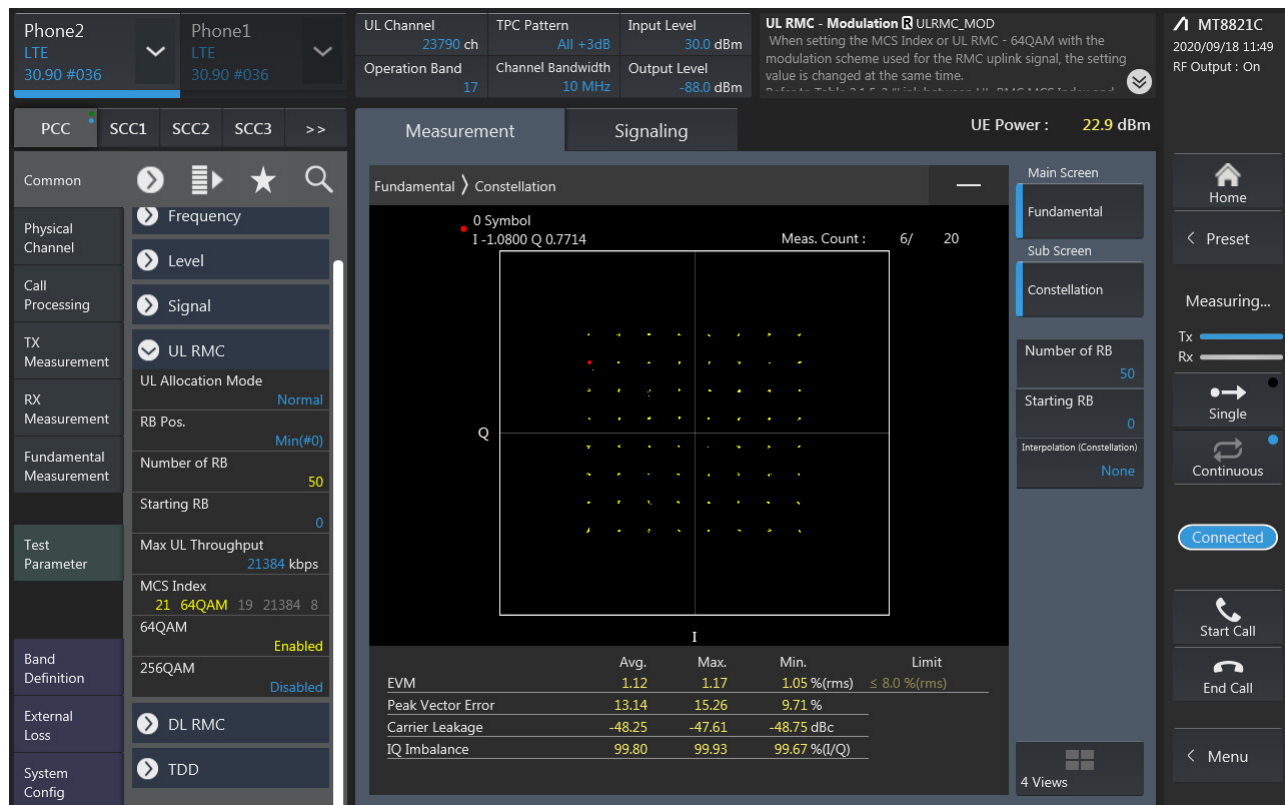 Phone2
LTE
30.90 #036
Phone1
LTE
30.90 #036
UL Channel
23790 ch
TPC Pattern
All +3dB
Input Level
30.0 dBm
Operation Band
17
Channel Bandwidth
10 MHz
Output Level
-88.0 dBm
UL RMC - Modulation R ULRMC_MOD
When setting the MCS Index or UL RMC - 64QAM with the
modulation scheme used for the RMC uplink signal, the setting
value is changed at the same time.
MT8821C
2020/09/18 11:49
RF Output : On
PCC SCC1 SCC2 SCC3 >>
Measurement
Signaling
UE Power : 22.9 dBm
Common
Physical
Channel
Call
Processing
TX
Measurement
RX
Measurement
Fundamental
Measurement
Test
Parameter
Band
Definition
External
Loss
System
Config
Frequency
Level
Signal
UL RMC
UL Allocation Mode
Normal
RB Pos.
Min(#0)
Number of RB
50
Starting RB
0
Max UL Throughput
21384 kbps
MCS Index
21 64QAM 19 21384 8
64QAM
Enabled
256QAM
Disabled
DL RMC
TDD
Fundamental > Constellation
0 Symbol
I -1.0800 Q 0.7714
Meas. Count : 6/ 20
Q
I
Avg. Max. Min. Limit
EVM 1.12 1.17 1.05 %(rms) ≤ 8.0 %(rms)
Peak Vector Error 13.14 15.26 9.71 %
Carrier Leakage -48.25 -47.61 -48.75 dBc
IQ Imbalance 99.80 99.93 99.67 %(I/Q)
Main Screen
Fundamental
Sub Screen
Constellation
Number of RB
50
Starting RB
0
Interpolation (Constellation)
None
4 Views
Home
< Preset
Measuring...
Tx
Rx
Single
Continuous
Connected
Start Call
End Call
< Menu